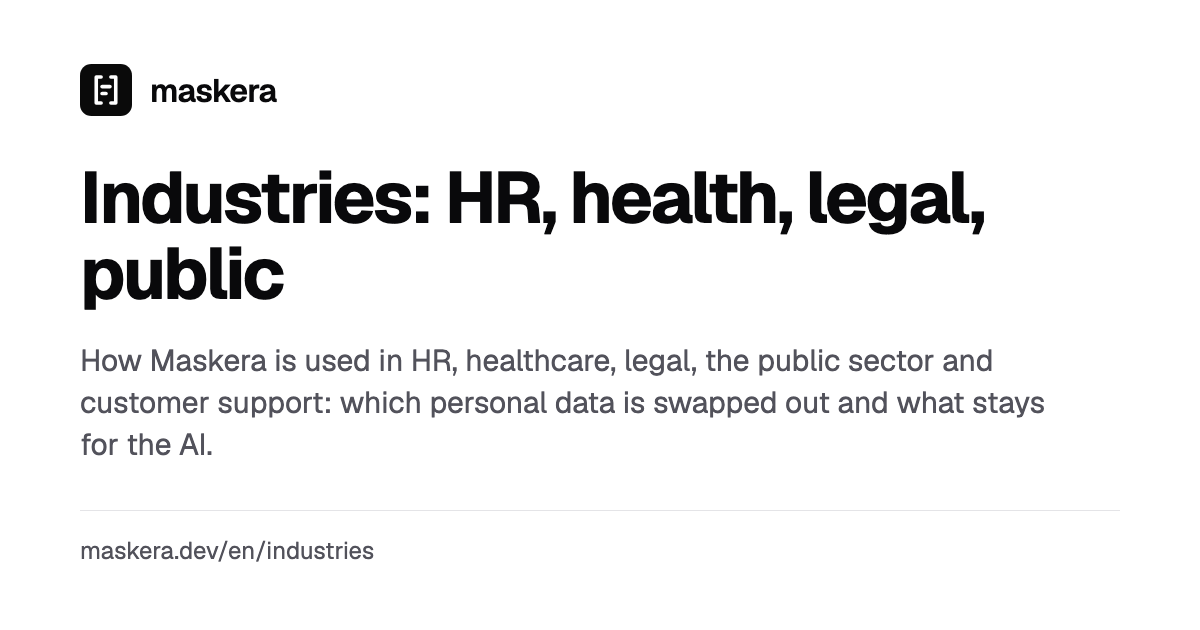 maskera
Industries: HR, health, legal,
public
How Maskera is used in HR, healthcare, legal, the public sector and
customer support: which personal data is swapped out and what stays
for the AI.
maskera.dev/en/industries